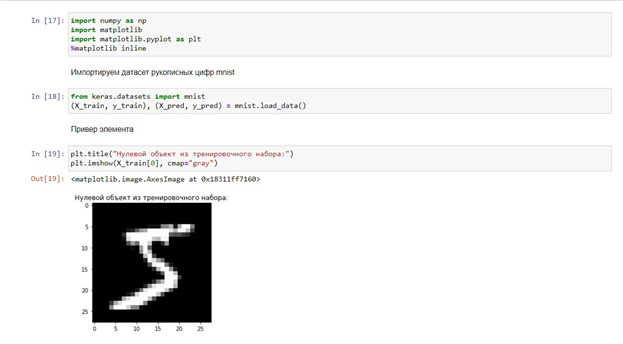 In [17]: import numpy as np
import matplotlib
import matplotlib.pyplot as plt
%matplotlib inline
Импортируем датасет рукописных цифр mnist
In [18]: from keras.datasets import mnist
(X_train, y_train), (X_pred, y_pred) = mnist.load_data()
Привер элемента
In [19]: plt.title("Нулевой объект из тренировочного набора:")
plt.imshow(X_train[0], cmap="gray")
Out[19]: <matplotlib.image.AxesImage at 0x18311ff7160>
Нулевой объект из тренировочного набора:
0
5
10
15
20
25
0 5 10 15 20 25